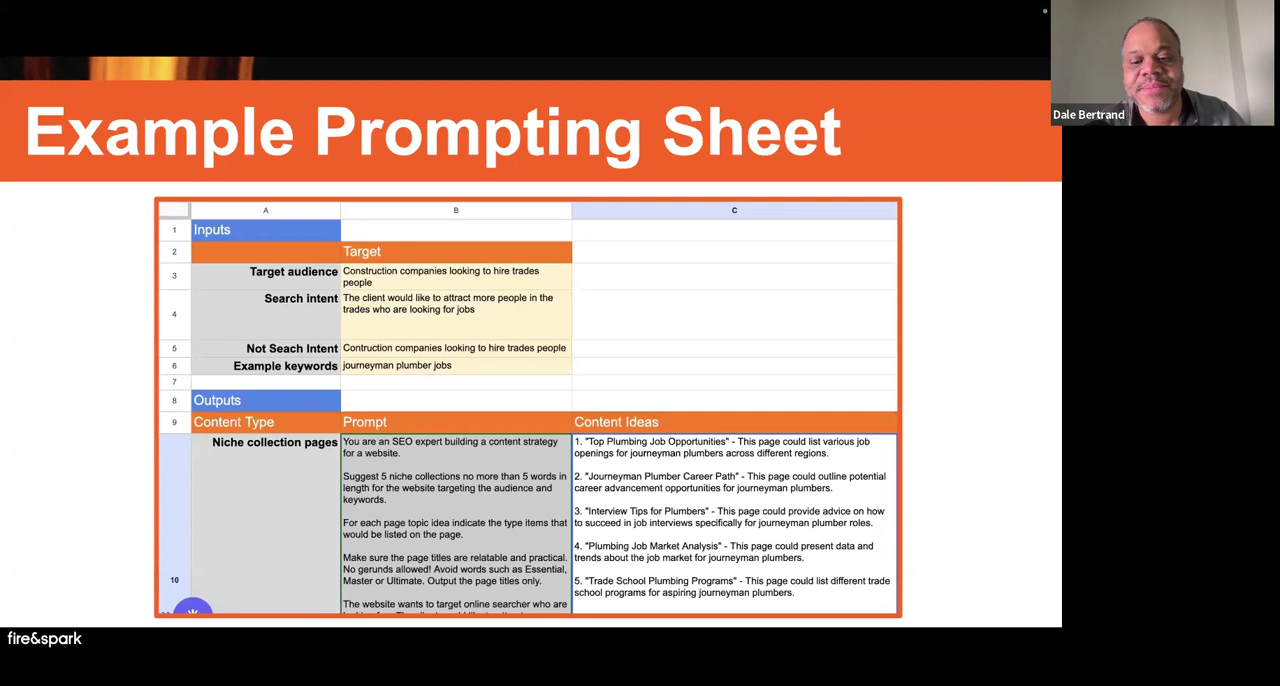 Dale Bertrand
Example Prompting Sheet
A B C
1 Inputs
2 Target
3 Target audience Construction companies looking to hire trades
people
4 Search intent The client would like to attract more people in the
trades who are looking for jobs
5 Not Seach Intent Contruction companies looking to hire trades people
6 Example keywords journeyman plumber jobs
7
8 Outputs
9 Content Type Prompt Content Ideas
10 Niche collection pages
You are an SEO expert building a content strategy
for a website.
Suggest 5 niche collections no more than 5 words in
length for the website targeting the audience and
keywords.
For each page topic idea indicate the type items that
would be listed on the page.
Make sure the page titles are relatable and practical.
No gerunds allowed! Avoid words such as Essential,
Master or Ultimate. Output the page titles only.
The website wants to target online searcher who are
1. "Top Plumbing Job Opportunities" - This page could list various job
openings for journeyman plumbers across different regions.
2. "Journeyman Plumber Career Path" - This page could outline potential
career advancement opportunities for journeyman plumbers.
3. "Interview Tips for Plumbers" - This page could provide advice on how
to succeed in job interviews specifically for journeyman plumber roles.
4. "Plumbing Job Market Analysis" - This page could present data and
trends about the job market for journeyman plumbers.
5. "Trade School Plumbing Programs" - This page could list different trade
school programs for aspiring journeyman plumbers.
fire&spark